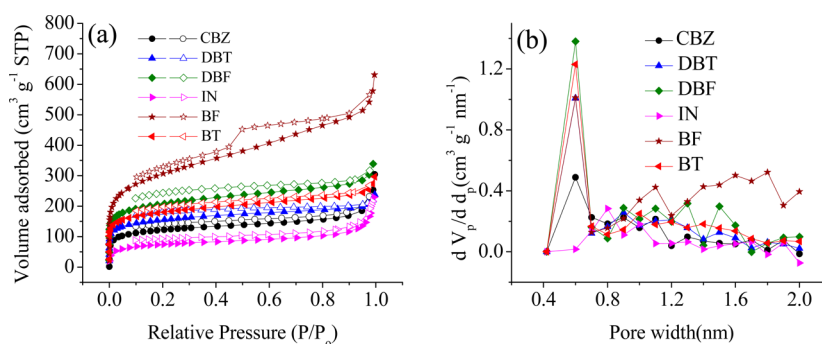 (a)
Volume adsorbed (cm³ g⁻¹ STP)
800
700
600
500
400
300
200
100
0
CBZ
DBT
DBF
IN
BF
BT
0.0 0.2 0.4 0.6 0.8 1.0
Relative Pressure (P/P₀)
(b)
d Vₚ/d dₚ(cm³ g⁻¹ nm⁻¹)
1.2
0.8
0.4
0.0
CBZ
DBT
DBF
IN
BF
BT
0.4 0.8 1.2 1.6 2.0
Pore width(nm)